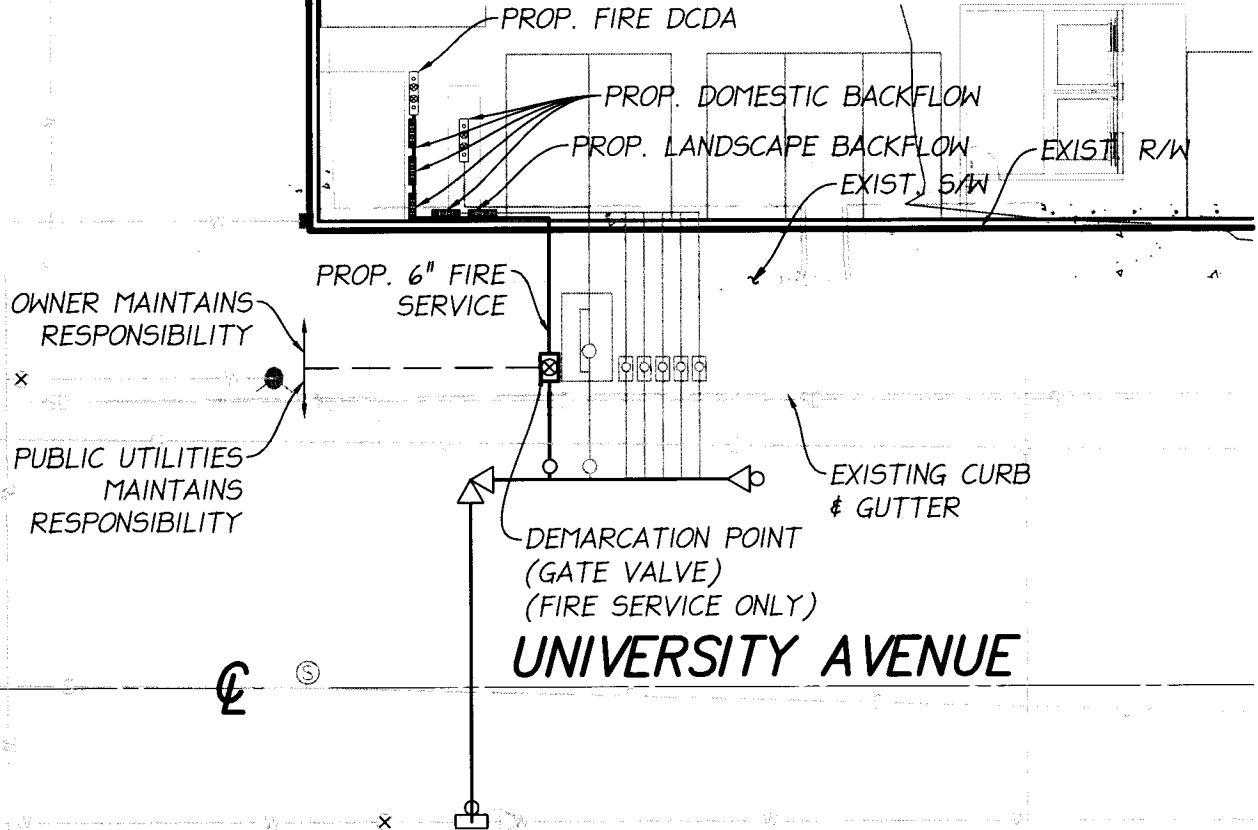 PROP. FIRE DCDA
PROP. DOMESTIC BACKFLOW
PROP. LANDSCAPE BACKFLOW
EXIST. R/W
EXIST. S/W
PROP. 6" FIRE
SERVICE
OWNER MAINTAINS
RESPONSIBILITY
PUBLIC UTILITIES
MAINTAINS
RESPONSIBILITY
EXISTING CURB
& GUTTER
DEMARCATION POINT
(GATE VALVE)
(FIRE SERVICE ONLY)
UNIVERSITY AVENUE
℄
S